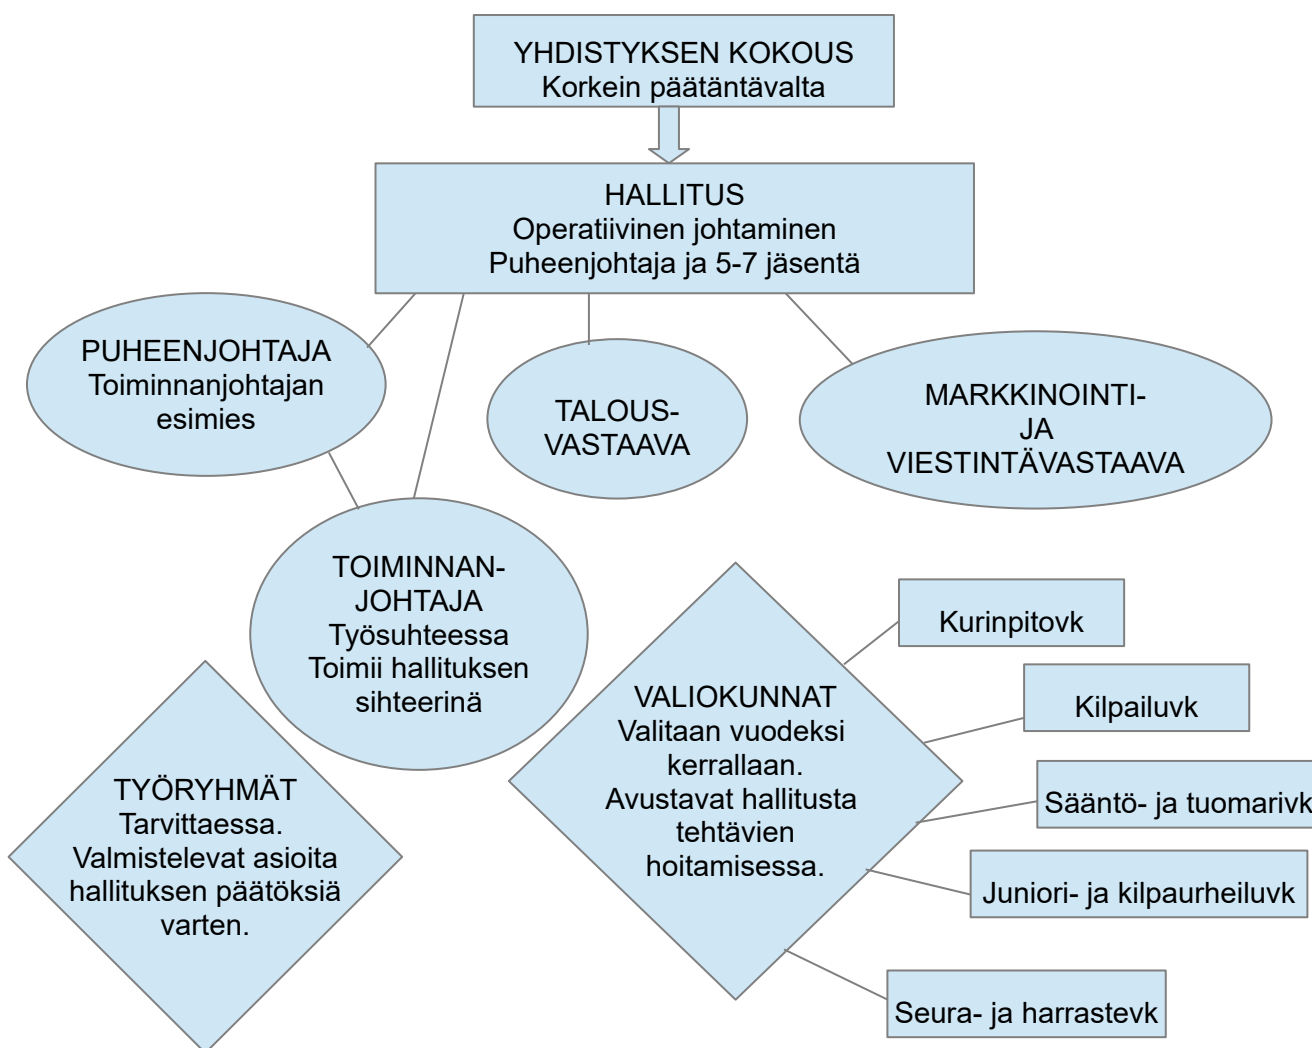 YHDISTYKSEN KOKOUS
Korkein päätäntävalta
HALLITUS
Operatiivinen johtaminen
Puheenjohtaja ja 5-7 jäsentä
PUHEENJOHTAJA
Toiminnanjohtajan
esimies
TALOUS-
VASTAAVA
MARKKINOINTI-
JA
VIESTINTÄVASTAAVA
TOIMINNAN-
JOHTAJA
Työsuhteessa
Toimii hallituksen
sihteerinä
TYÖRYHMÄT
Tarvittaessa.
Valmistelevat asioita
hallituksen päätöksiä
varten.
VALIOKUNNAT
Valitaan vuodeksi
kerrallaan.
Avustavat hallitusta
tehtävien
hoitamisessa.
Kurinpitovk
Kilpailuvk
Sääntö- ja tuomarivk
Juniori- ja kilpaurheiluvk
Seura- ja harrastevk